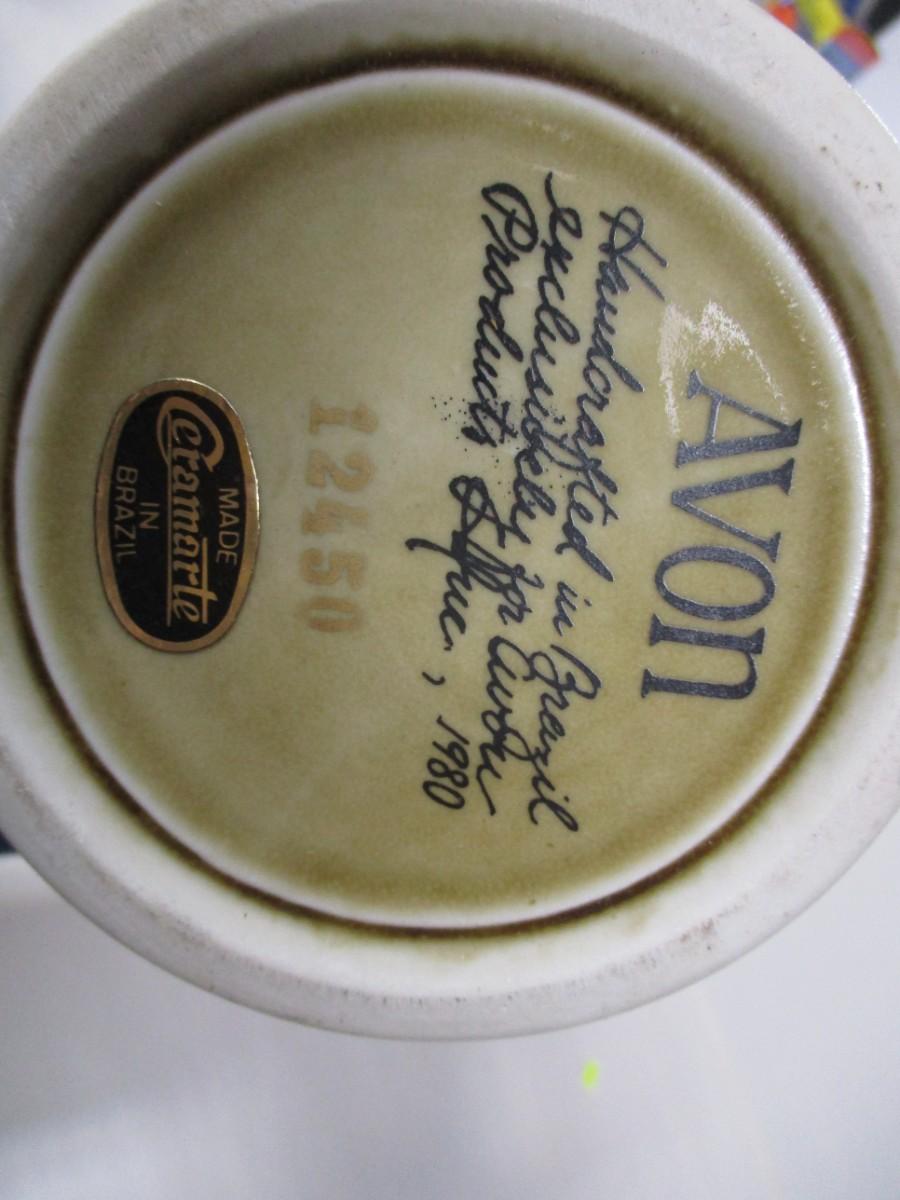 AVON
Handcrafted in Brazil
exclusively for Avon
Products, Inc., 1980
12450
MADE
Ceramarte
IN
BRAZIL